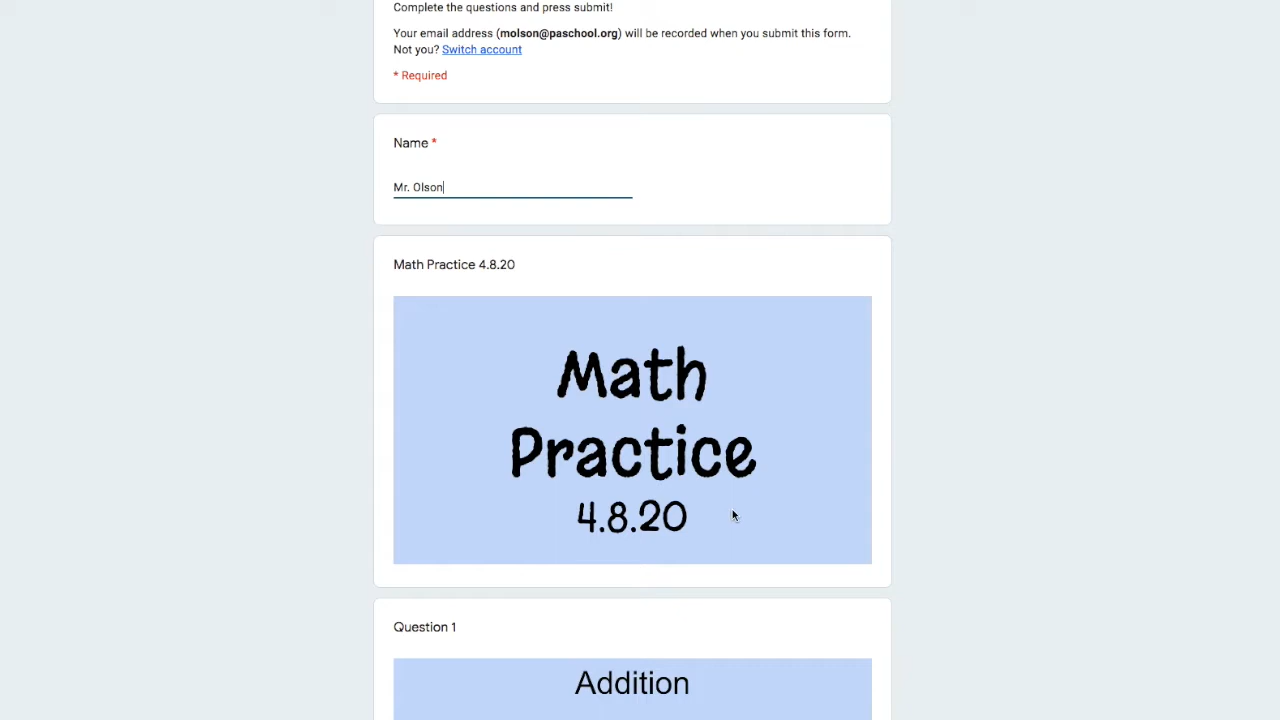 Complete the questions and press submit!
Your email address (molson@paschool.org) will be recorded when you submit this form.
Not you? Switch account
* Required
Name *
Mr. Olson
Math Practice 4.8.20
Math
Practice
4.8.20
Question 1
Addition